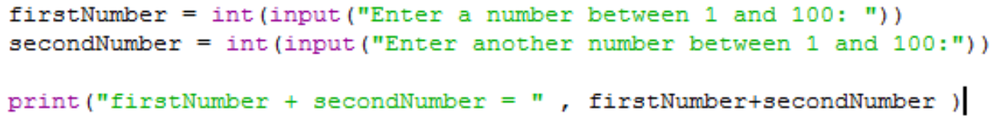 firstNumber = int(input("Enter a number between 1 and 100: "))
secondNumber = int(input("Enter another number between 1 and 100:"))
print("firstNumber + secondNumber = " , firstNumber+secondNumber )